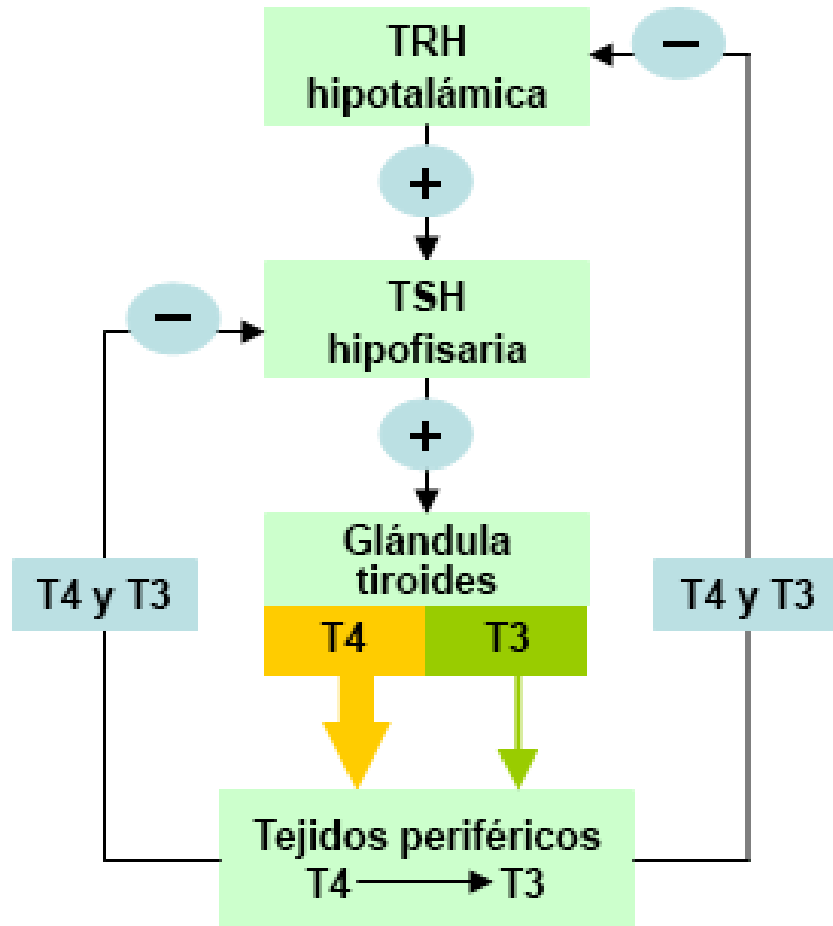 TRH
hipotalámica
−
+
TSH
hipofisaria
−
+
Glándula
tiroides
T4 y T3
T4 y T3
T4
T3
Tejidos periféricos
T4 → T3